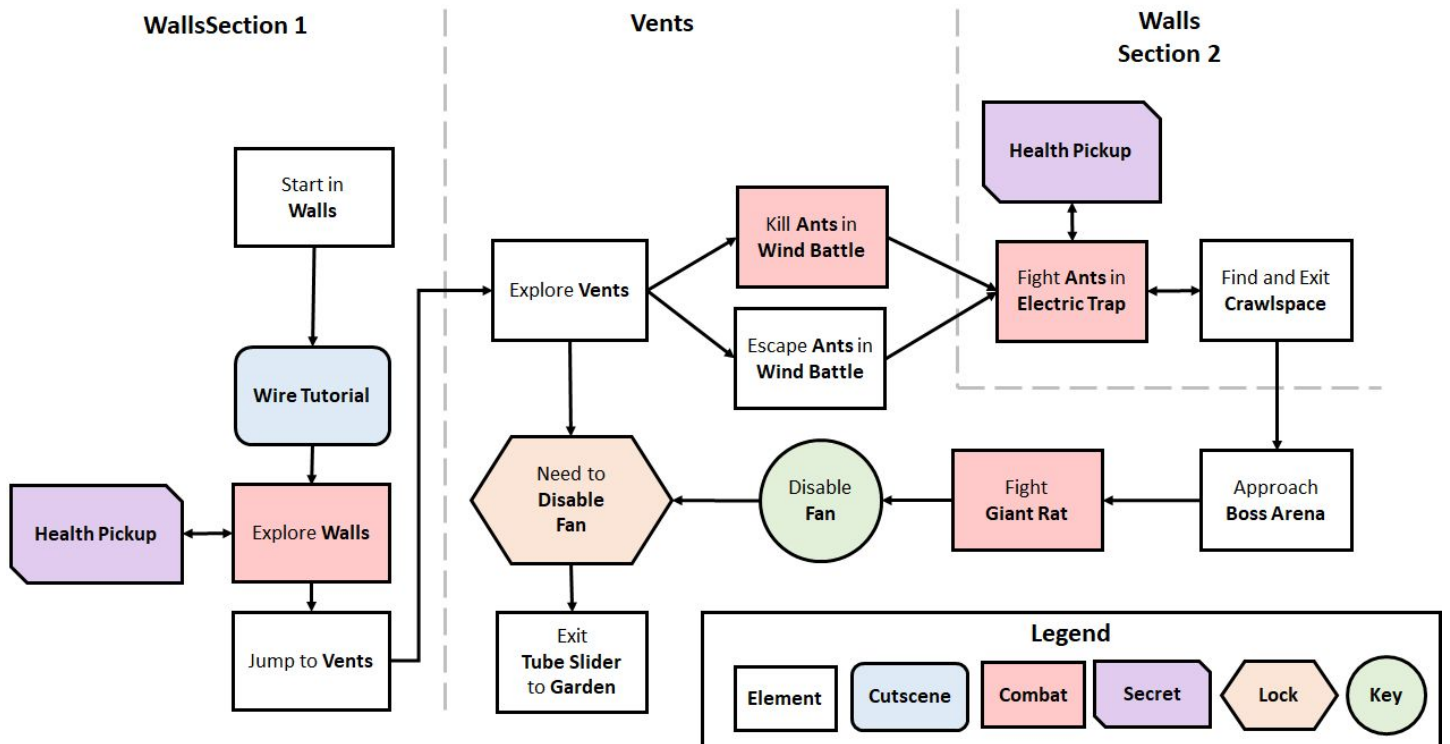 WallsSection 1
Vents
Walls
Section 2
Start in
Walls
Wire Tutorial
Health Pickup
Explore Walls
Jump to Vents
Explore Vents
Kill Ants in
Wind Battle
Escape Ants in
Wind Battle
Need to
Disable
Fan
Disable
Fan
Exit
Tube Slider
to Garden
Health Pickup
Fight Ants in
Electric Trap
Find and Exit
Crawlspace
Fight
Giant Rat
Approach
Boss Arena
Legend
Element
Cutscene
Combat
Secret
Lock
Key